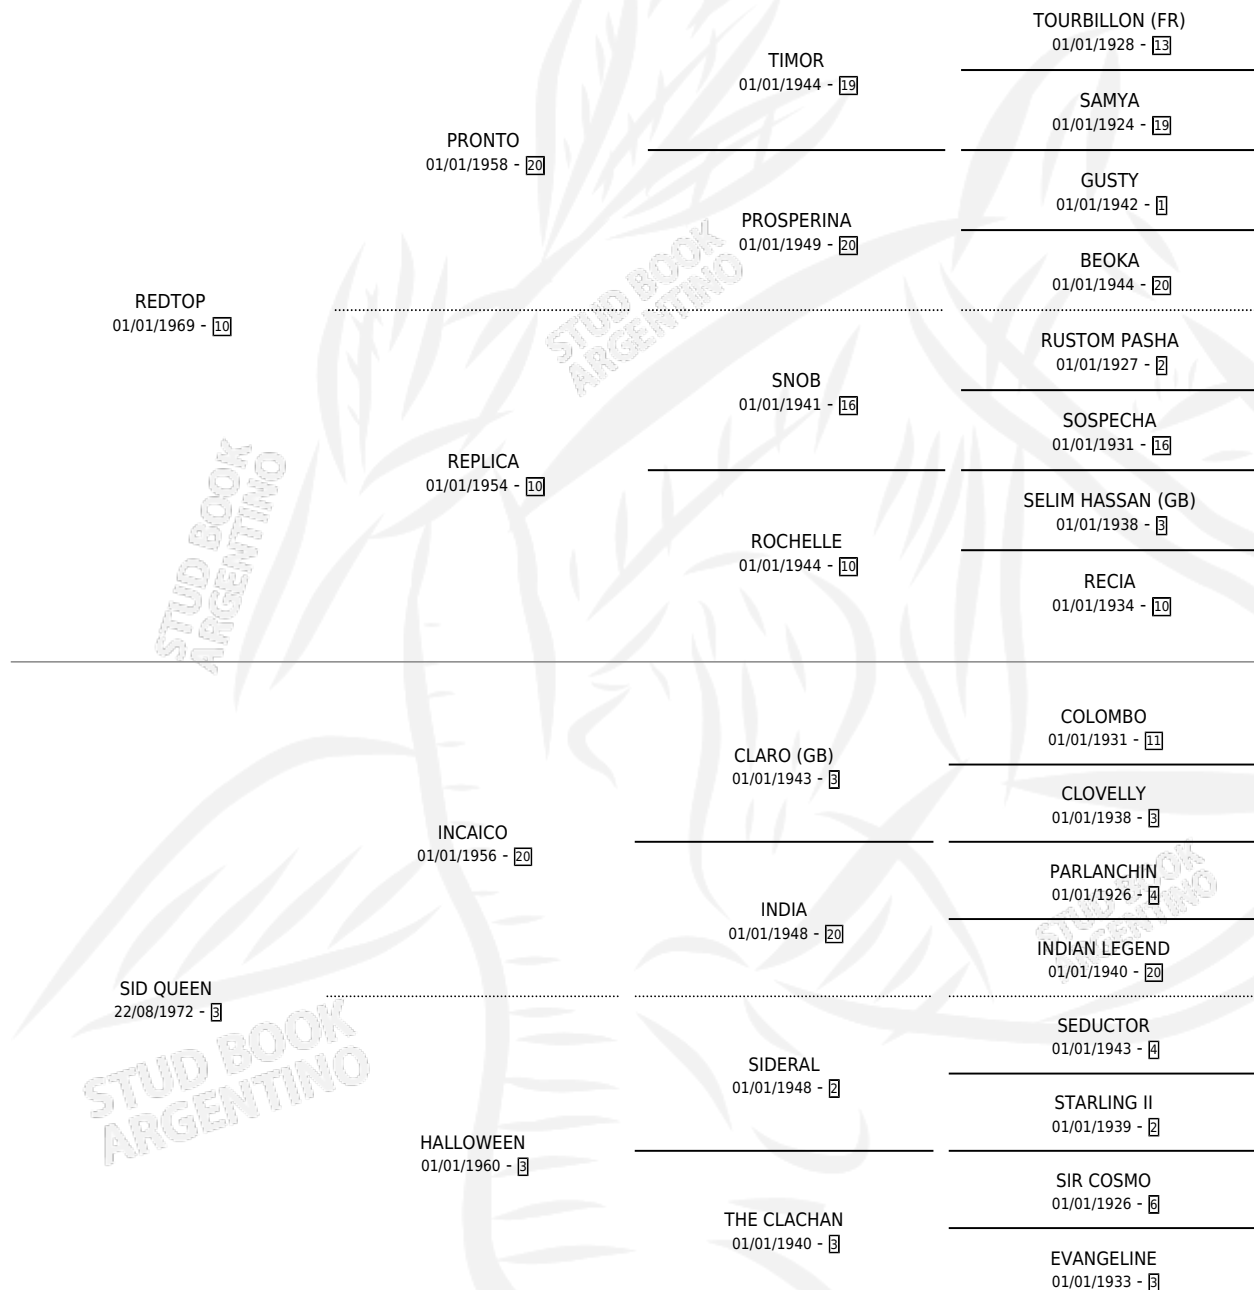 TOURBILLON (FR)
01/01/1928 - 13
TIMOR
01/01/1944 - 19
SAMYA
01/01/1924 - 19
PRONTO
01/01/1958 - 20
GUSTY
01/01/1942 - 1
PROSPERINA
01/01/1949 - 20
BEOKA
01/01/1944 - 20
REDTOP
01/01/1969 - 10
STUD BOOK
ARGENTINO
RUSTOM PASHA
01/01/1927 - 2
SNOB
01/01/1941 - 16
SOSPECHA
01/01/1931 - 16
REPLICA
01/01/1954 - 10
SELIM HASSAN (GB)
01/01/1938 - 3
ROCHELLE
01/01/1944 - 10
RECIA
01/01/1934 - 10
STUD BOOK
ARGENTINO
COLOMBO
01/01/1931 - 11
CLARO (GB)
01/01/1943 - 3
CLOVELLY
01/01/1938 - 3
INCAICO
01/01/1956 - 20
PARLANCHIN
01/01/1926 - 4
INDIA
01/01/1948 - 20
INDIAN LEGEND
01/01/1940 - 20
STUD BOOK
ARGENTINO
SID QUEEN
22/08/1972 - 3
SEDUCTOR
01/01/1943 - 4
SIDERAL
01/01/1948 - 2
STARLING II
01/01/1939 - 2
STUD BOOK
ARGENTINO
HALLOWEEN
01/01/1960 - 3
SIR COSMO
01/01/1926 - 6
THE CLACHAN
01/01/1940 - 3
EVANGELINE
01/01/1933 - 3